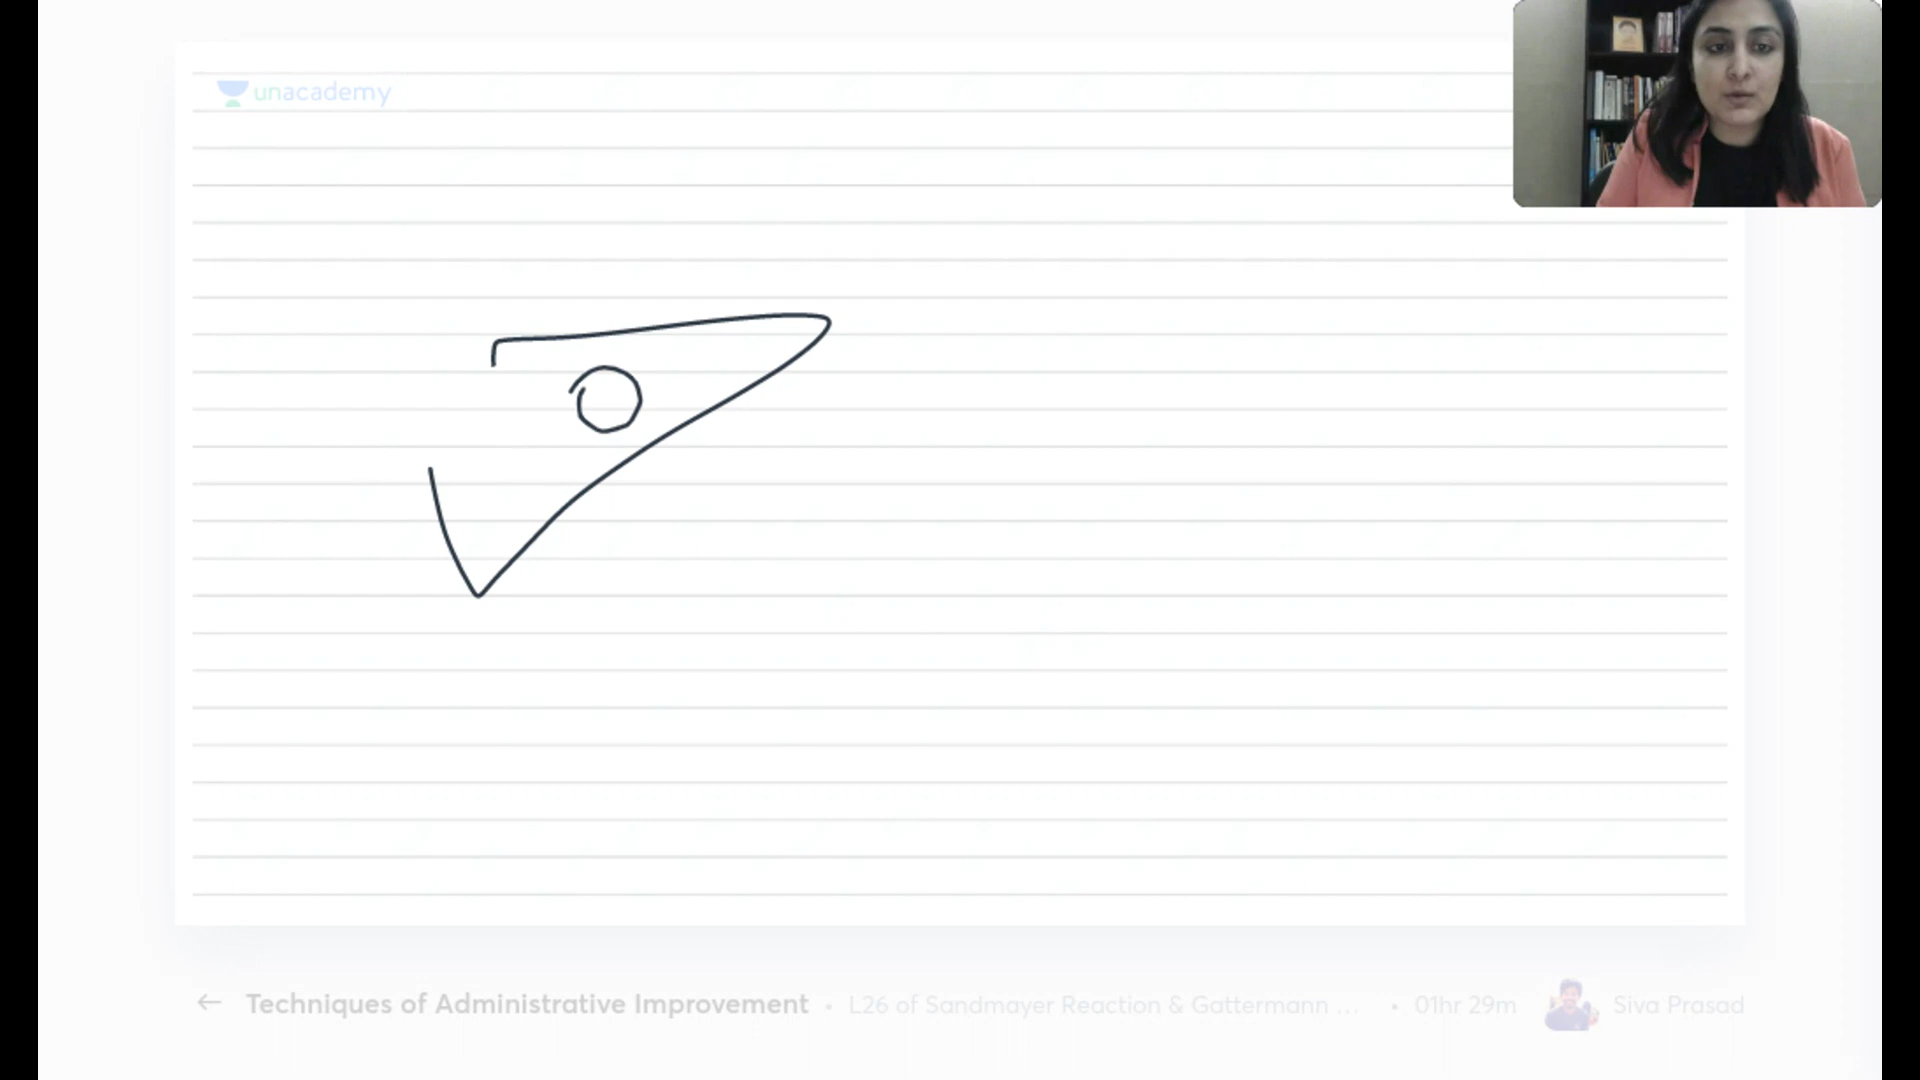 unacademy
Techniques of Administrative Improvement • L26 of Sandmayer Reaction & Gattermann ... • 01hr 29m Siva Prasad